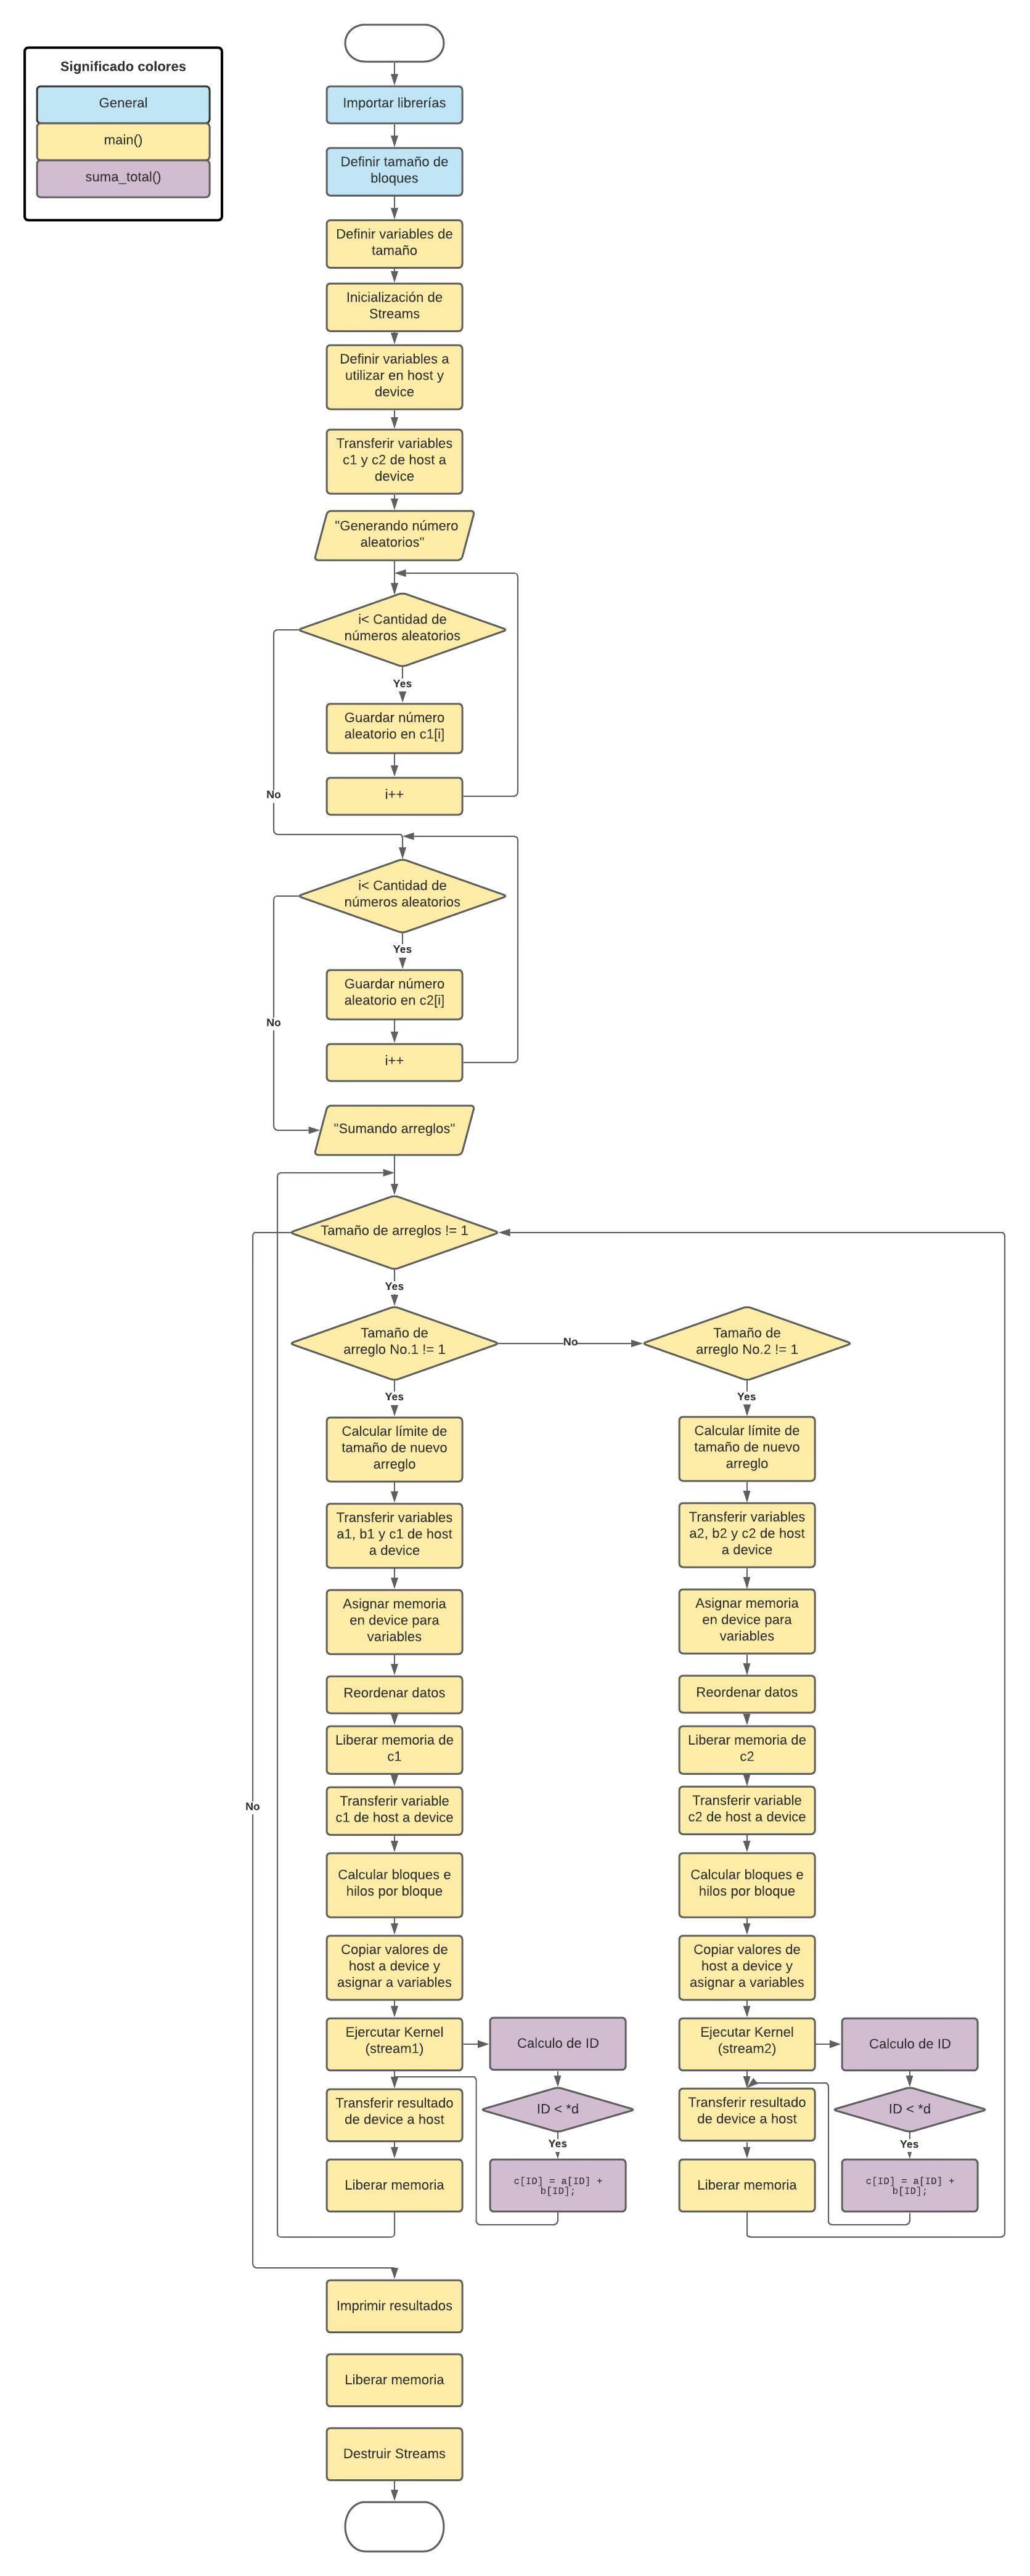 Significado colores
General
main()
suma_total()
Importar librerías
Definir tamaño de
bloques
Definir variables de
tamaño
Inicialización de
Streams
Definir variables a
utilizar en host y
device
Transferir variables
c1 y c2 de host a
device
"Generando número
aleatorios"
i< Cantidad de
números aleatorios
Yes
Guardar número
aleatorio en c1[i]
i++
No
i< Cantidad de
números aleatorios
Yes
Guardar número
aleatorio en c2[i]
i++
No
"Sumando arreglos"
Tamaño de arreglos != 1
Yes
Tamaño de
arreglo No.1 != 1
No
Yes
Calcular límite de
tamaño de nuevo
arreglo
Transferir variables
a1, b1 y c1 de host
a device
Asignar memoria
en device para
variables
Reordenar datos
Liberar memoria de
c1
Transferir variable
c1 de host a device
Calcular bloques e
hilos por bloque
Copiar valores de
host a device y
asignar a variables
Ejercutar Kernel
(stream1)
Calculo de ID
ID < *d
Yes
c[ID] = a[ID] +
b[ID];
Transferir resultado
de device a host
Liberar memoria
Tamaño de
arreglo No.2 != 1
Yes
Calcular límite de
tamaño de nuevo
arreglo
Transferir variables
a2, b2 y c2 de host
a device
Asignar memoria
en device para
variables
Reordenar datos
Liberar memoria de
c2
Transferir variable
c2 de host a device
Calcular bloques e
hilos por bloque
Copiar valores de
host a device y
asignar a variables
Ejecutar Kernel
(stream2)
Calculo de ID
ID < *d
Yes
c[ID] = a[ID] +
b[ID];
Transferir resultado
de device a host
Liberar memoria
No
Imprimir resultados
Liberar memoria
Destruir Streams